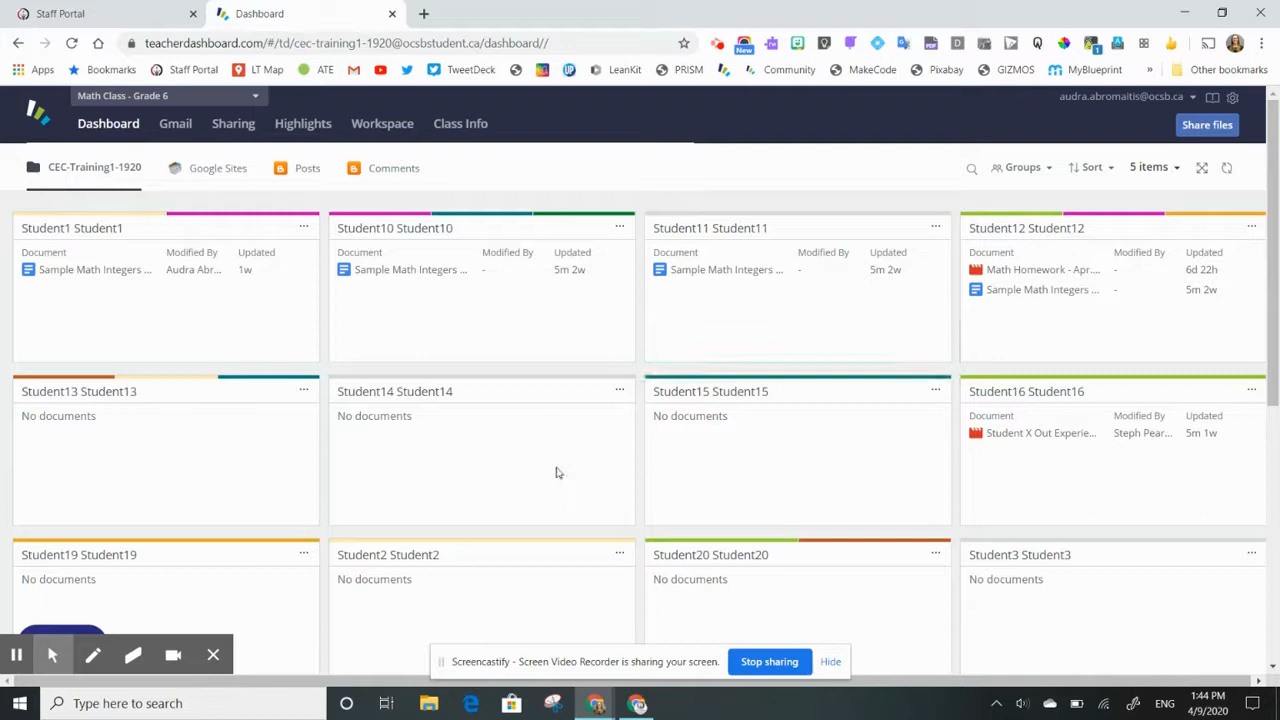 Staff Portal
Dashboard
teacherdashboard.com/#/td/cec-training1-1920@ocsbstudent.ca/dashboard//
New
Apps
Bookmarks
Staff Portal
LT Map
ATE
TweetDeck
LeanKit
PRISM
Community
MakeCode
Pixabay
GIZMOS
MyBlueprint
»
Other bookmarks
Math Class - Grade 6
audra.abromaitis@ocsb.ca
Dashboard Gmail Sharing Highlights Workspace Class Info
Share files
CEC-Training1-1920
Google Sites
Posts
Comments
Groups
Sort
5 items
Student1 Student1
Document Modified By Updated
Sample Math Integers ... Audra Abr... 1w
Student10 Student10
Document Modified By Updated
Sample Math Integers ... - 5m 2w
Student11 Student11
Document Modified By Updated
Sample Math Integers ... - 5m 2w
Student12 Student12
Document Modified By Updated
Math Homework - Apr.... - 6d 22h
Sample Math Integers ... - 5m 2w
Student13 Student13
No documents
Student14 Student14
No documents
Student15 Student15
No documents
Student16 Student16
Document Modified By Updated
Student X Out Experie... Steph Pear... 5m 1w
Student19 Student19
No documents
Student2 Student2
No documents
Student20 Student20
No documents
Student3 Student3
No documents
Screencastify - Screen Video Recorder is sharing your screen.
Stop sharing
Hide
Type here to search
ENG
1:44 PM
4/9/2020